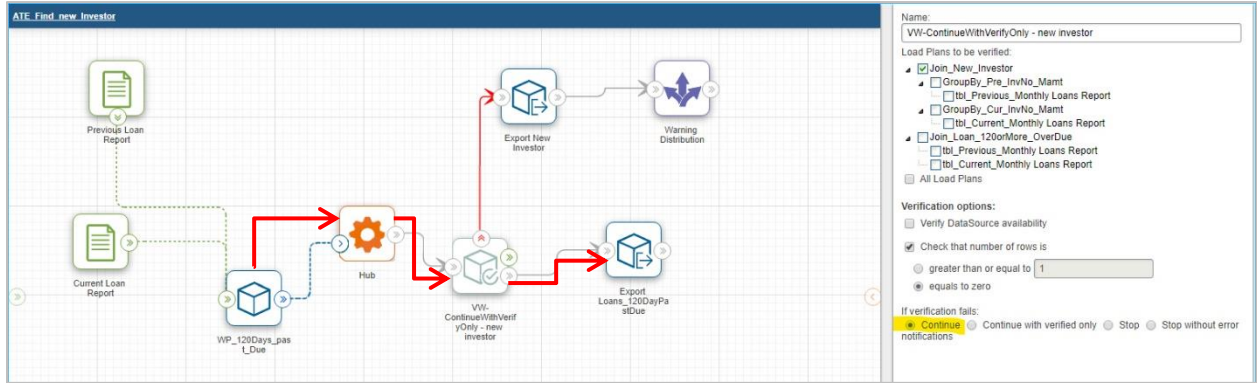 ATE_Find_new_Investor
Previous Loan
Report
Current Loan
Report
WP_120Days_pas
t_Due
Hub
VW-
ContinueWithVerif
yOnly - new
investor
Export New
Investor
Warning
Distribution
Export
Loans_120DayPa
stDue
Name:
VW-ContinueWithVerifyOnly - new investor
Load Plans to be verified:
Join_New_Investor
GroupBy_Pre_InvNo_Mamt
tbl_Previous_Monthly Loans Report
GroupBy_Cur_InvNo_Mamt
tbl_Current_Monthly Loans Report
Join_Loan_120orMore_OverDue
tbl_Previous_Monthly Loans Report
tbl_Current_Monthly Loans Report
All Load Plans
Verification options:
Verify DataSource availability
Check that number of rows is
greater than or equal to 1
equals to zero
If verification fails:
Continue Continue with verified only Stop Stop without error
notifications